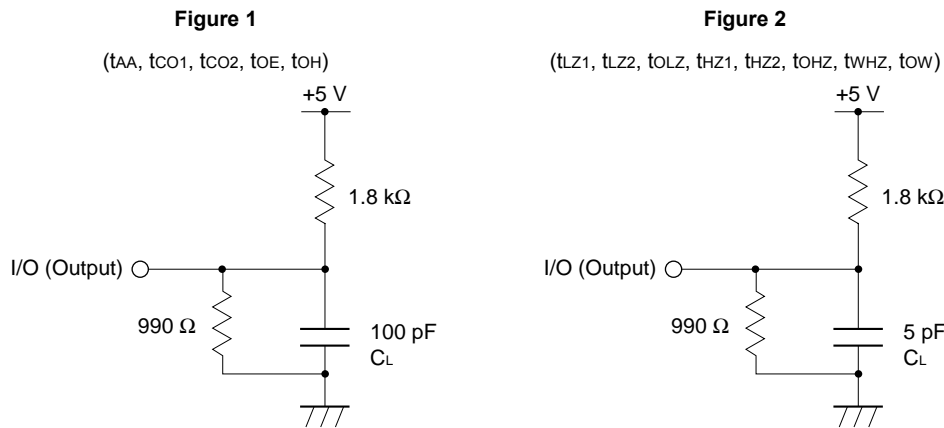 Figure 1
(tAA, tCO1, tCO2, tOE, tOH)
+5 V
1.8 kΩ
I/O (Output)
990 Ω
100 pF
CL
Figure 2
(tLZ1, tLZ2, tOLZ, tHZ1, tHZ2, tOHZ, tWHZ, tOW)
+5 V
1.8 kΩ
I/O (Output)
990 Ω
5 pF
CL